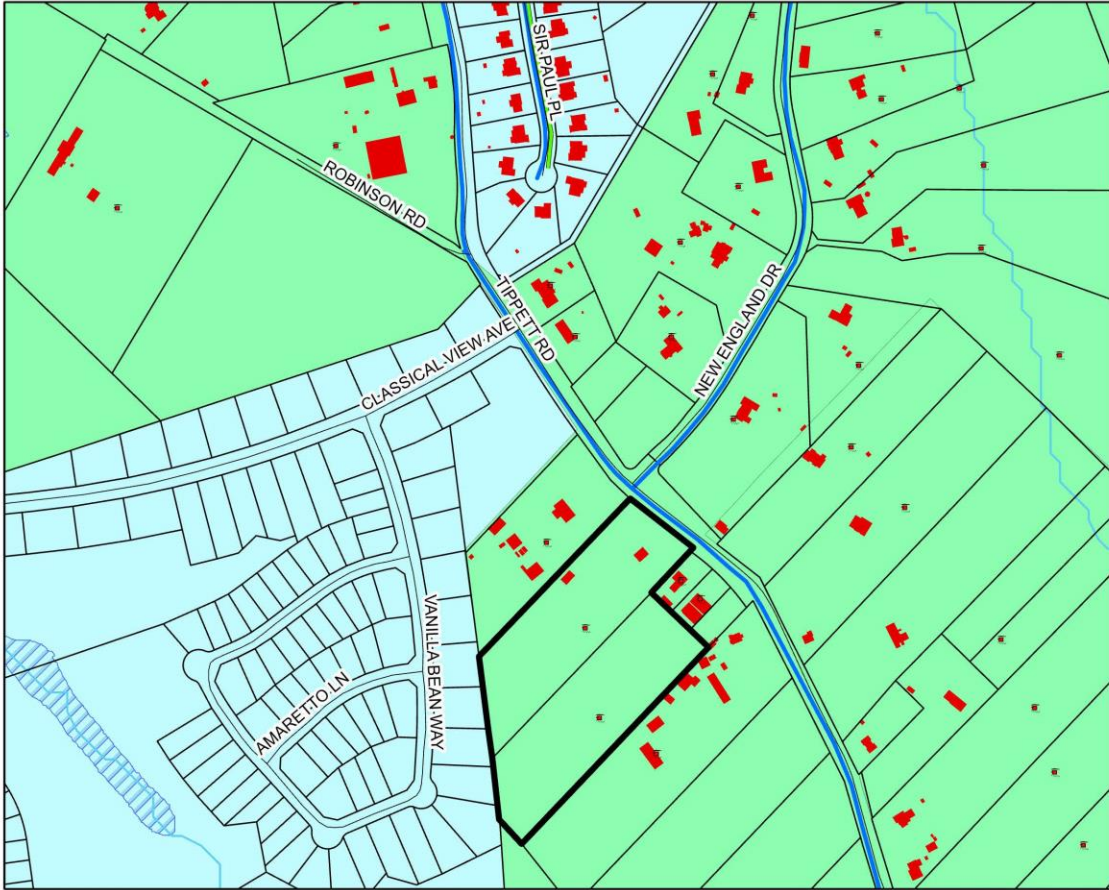 SIR PAUL PL
ROBINSON RD
TIPPETT RD
CLASSICAL VIEW AVE
NEW ENGLAND DR
VANILLA BEAN WAY
AMARETTO LN